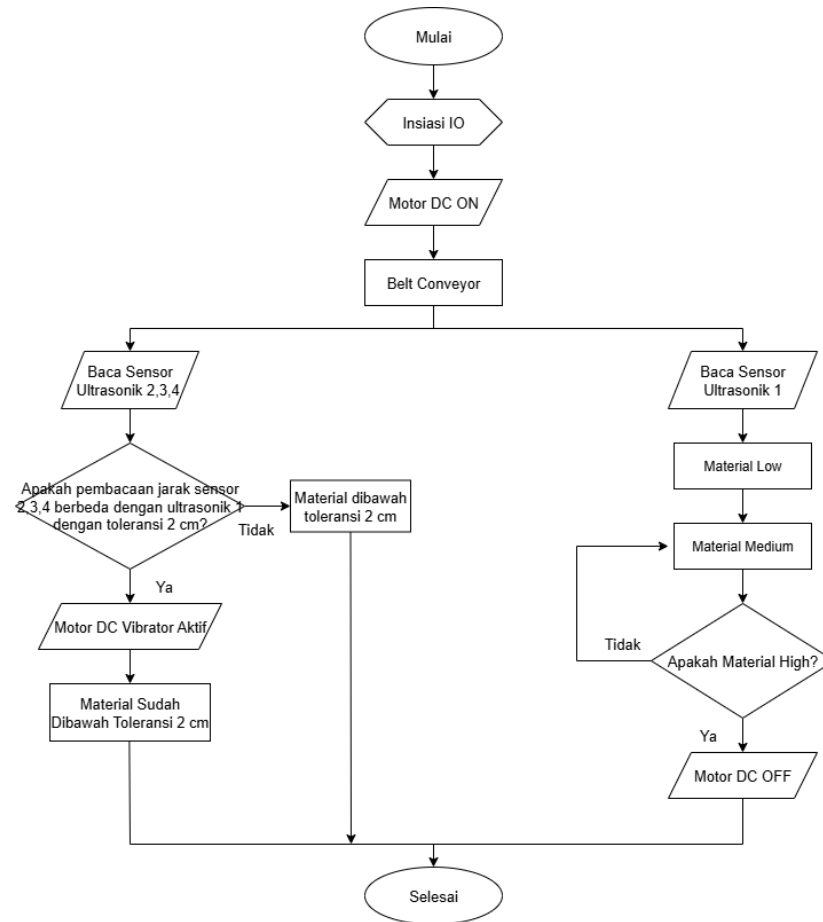 Mulai
Insiasi IO
Motor DC ON
Belt Conveyor
Baca Sensor
Ultrasonik 2,3,4
Apakah pembacaan jarak sensor
2,3,4 berbeda dengan ultrasonik 1
dengan toleransi 2 cm?
Tidak
Material dibawah
toleransi 2 cm
Ya
Motor DC Vibrator Aktif
Material Sudah
Dibawah Toleransi 2 cm
Baca Sensor
Ultrasonik 1
Material Low
Material Medium
Tidak
Apakah Material High?
Ya
Motor DC OFF
Selesai